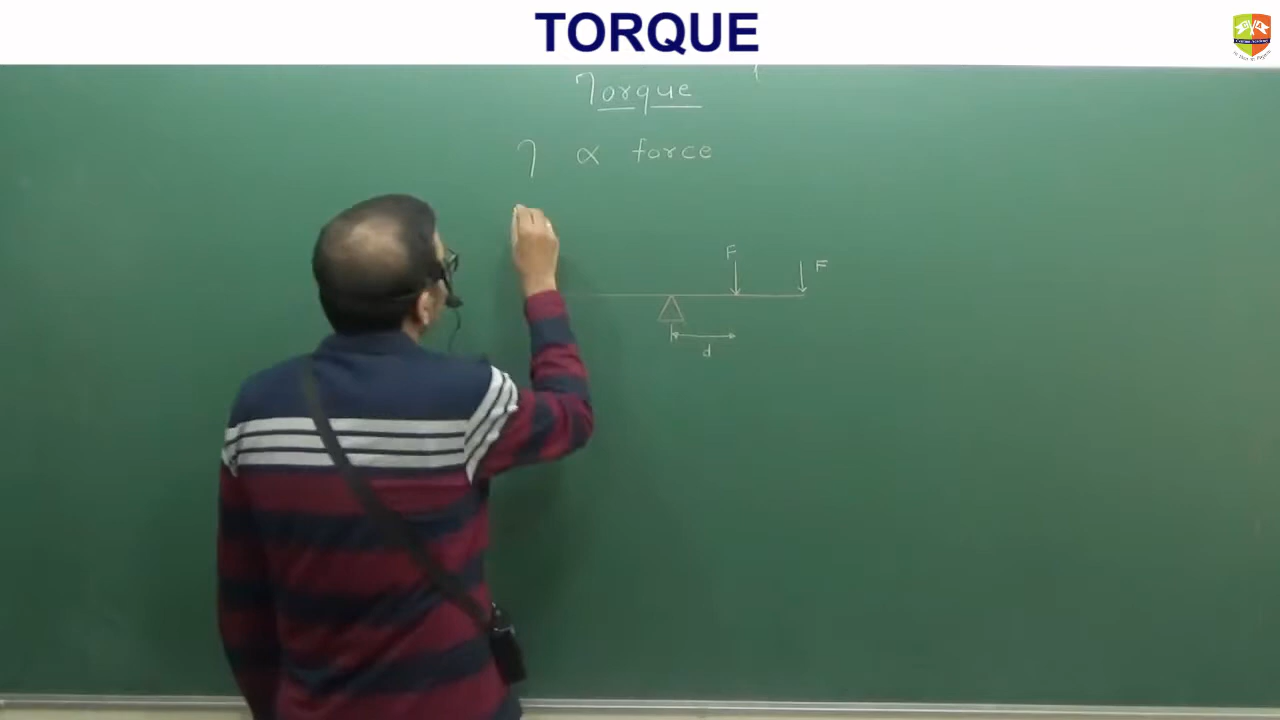 TORQUE
Torque
τ ∝ force
F
F
d